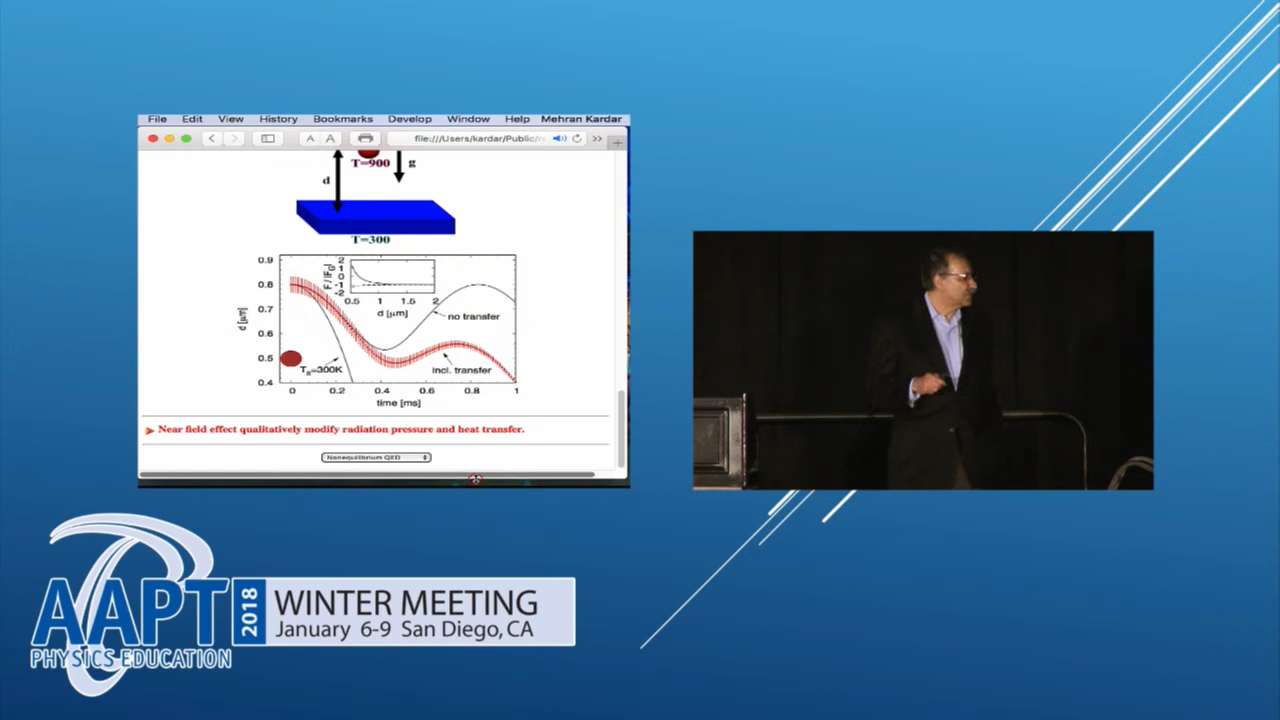 File Edit View History Bookmarks Develop Window Help Mehran Kardar
A A file:///Users/kardar/Public/r >>
T=900
g
d
T=300
0.9
0.8
0.7
0.6
0.5
0.4
d [μm]
F / |Fg|
2
1
0
-1
-2
0.5 1 1.5 2
d [μm]
no transfer
incl. transfer
Ts=300K
0 0.2 0.4 0.6 0.8 1
time [ms]
Near field effect qualitatively modify radiation pressure and heat transfer.
Nonequilibrium QED
AAPT
PHYSICS EDUCATION
2018
WINTER MEETING
January 6-9 San Diego, CA